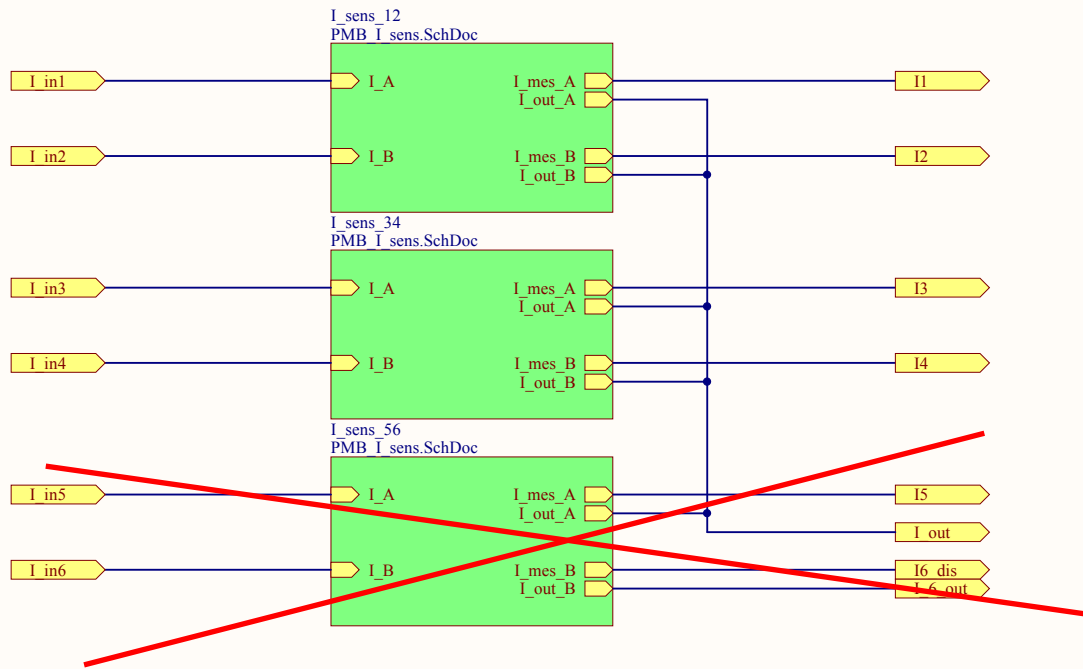 I_sens_12
PMB_I_sens.SchDoc
I_in1 I_A I_mes_A I1
I_out_A
I_in2 I_B I_mes_B I2
I_out_B
I_sens_34
PMB_I_sens.SchDoc
I_in3 I_A I_mes_A I3
I_out_A
I_in4 I_B I_mes_B I4
I_out_B
I_sens_56
PMB_I_sens.SchDoc
I_in5 I_A I_mes_A I5
I_out_A
I_out
I_in6 I_B I_mes_B I6_dis
I_out_B I_6_out